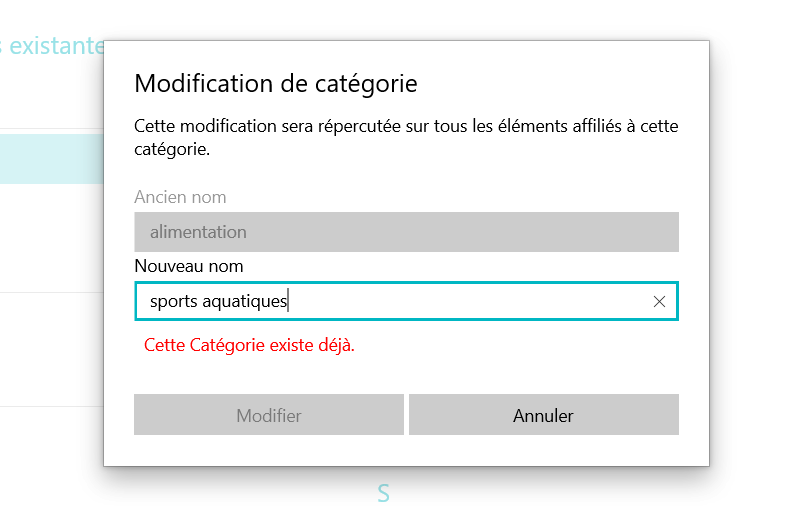 s existante
Modification de catégorie
Cette modification sera répercutée sur tous les éléments affiliés à cette
catégorie.
Ancien nom
alimentation
Nouveau nom
sports aquatiques
Cette Catégorie existe déjà.
Modifier
Annuler
S